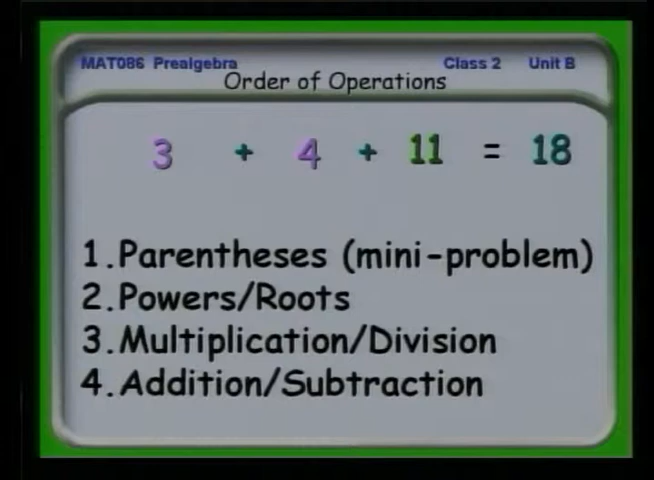 MAT086 Prealgebra Class 2 Unit B
Order of Operations
3 + 4 + 11 = 18
1.Parentheses (mini-problem)
2.Powers/Roots
3.Multiplication/Division
4.Addition/Subtraction